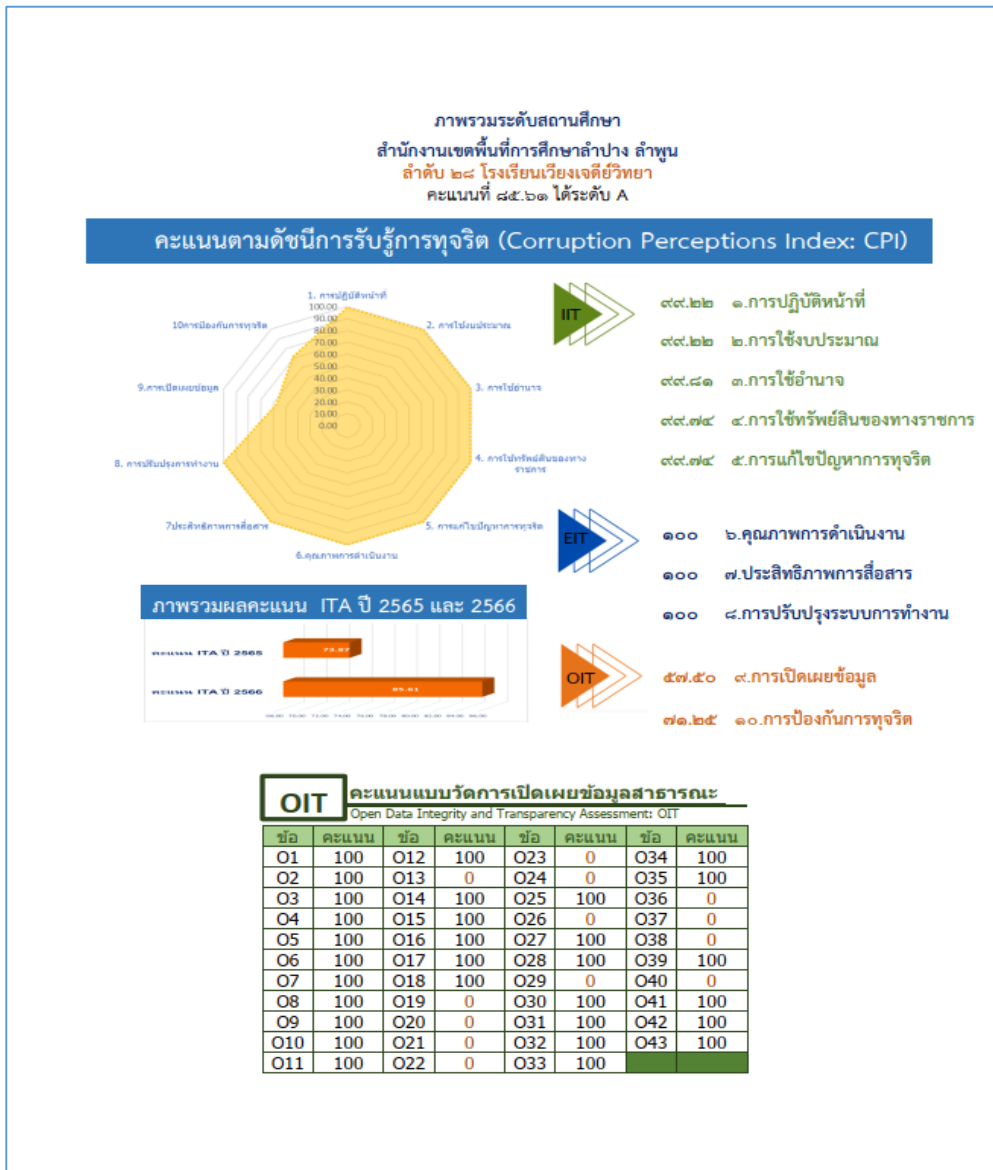 ภาพรวมระดับสถานศึกษา
สำนักงานเขตพื้นที่การศึกษาลำปาง ลำพูน
ลำดับ ๒๘ โรงเรียนเวียงเจดีย์วิทยา
คะแนนที่ ๘๕.๖๑ ได้ระดับ A
คะแนนตามดัชนีการรับรู้การทุจริต (Corruption Perceptions Index: CPI)
1. การปฏิบัติหน้าที่
2. การใช้งบประมาณ
3. การใช้อำนาจ
4. การใช้ทรัพย์สินของทาง
ราชการ
5. การแก้ไขปัญหาการทุจริต
6.คุณภาพการดำเนินงาน
7ประสิทธิภาพการสื่อสาร
8. การปรับปรุงการทำงาน
9.การเปิดเผยข้อมูล
10การป้องกันการทุจริต
100.00
90.00
80.00
70.00
60.00
50.00
40.00
30.00
20.00
10.00
0.00
IIT
๙๙.๒๒ ๑.การปฏิบัติหน้าที่
๙๙.๒๒ ๒.การใช้งบประมาณ
๙๙.๘๑ ๓.การใช้อำนาจ
๙๙.๗๔ ๔.การใช้ทรัพย์สินของทางราชการ
๙๙.๗๔ ๕.การแก้ไขปัญหาการทุจริต
EIT
๑๐๐ ๖.คุณภาพการดำเนินงาน
๑๐๐ ๗.ประสิทธิภาพการสื่อสาร
๑๐๐ ๘.การปรับปรุงระบบการทำงาน
OIT
๕๗.๕๐ ๙.การเปิดเผยข้อมูล
๗๑.๒๕ ๑๐.การป้องกันการทุจริต
ภาพรวมผลคะแนน ITA ปี 2565 และ 2566
คะแนน ITA ปี 2565
คะแนน ITA ปี 2566 85.61
68.00 70.00 72.00 74.00 76.00 78.00 80.00 82.00 84.00 86.00
OIT คะแนนแบบวัดการเปิดเผยข้อมูลสาธารณะ
Open Data Integrity and Transparency Assessment: OIT
ข้อ คะแนน ข้อ คะแนน ข้อ คะแนน ข้อ คะแนน
O1 100 O12 100 O23 0 O34 100
O2 100 O13 0 O24 0 O35 100
O3 100 O14 100 O25 100 O36 0
O4 100 O15 100 O26 0 O37 0
O5 100 O16 100 O27 100 O38 0
O6 100 O17 100 O28 100 O39 100
O7 100 O18 100 O29 0 O40 0
O8 100 O19 0 O30 100 O41 100
O9 100 O20 0 O31 100 O42 100
O10 100 O21 0 O32 100 O43 100
O11 100 O22 0 O33 100